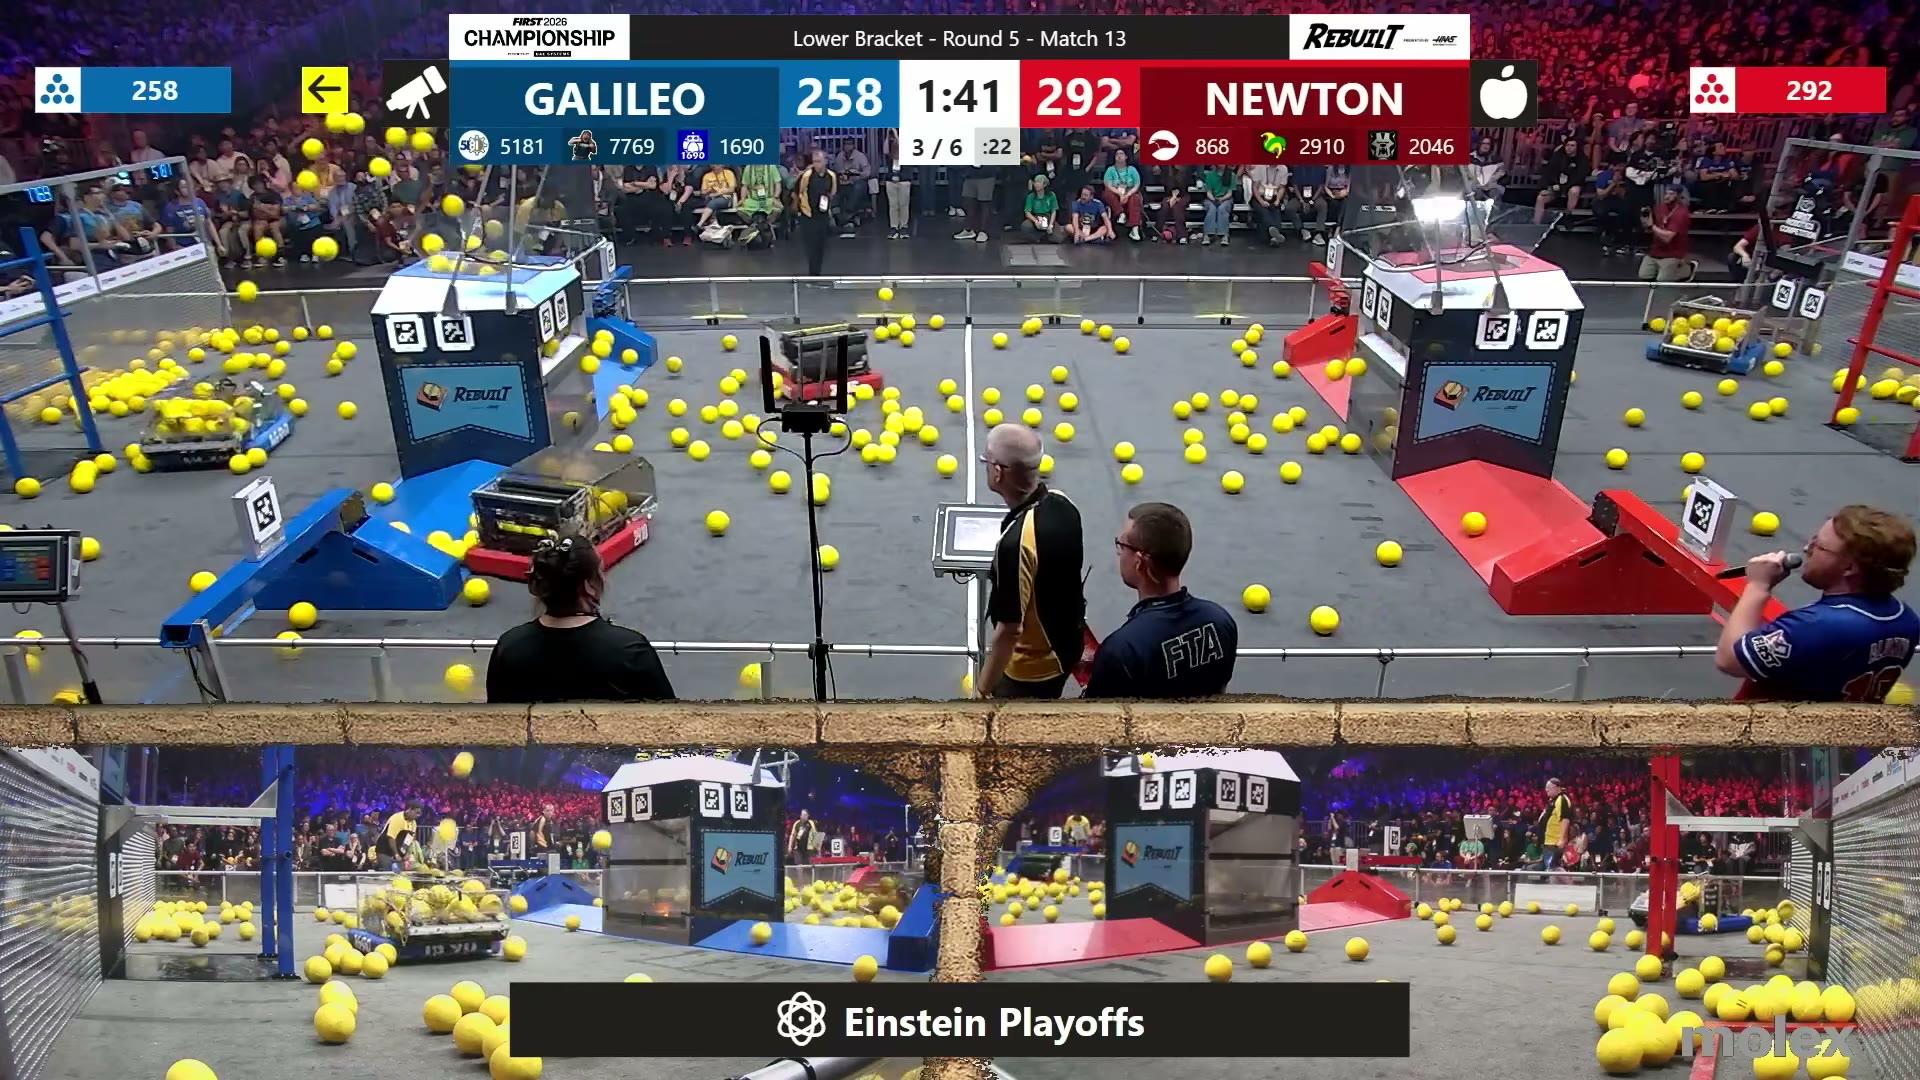 FIRST 2026
CHAMPIONSHIP
Lower Bracket - Round 5 - Match 13
REBUILT
HAAS
258
GALILEO
258
1:41
292
NEWTON
292
5181
7769
1690
3 / 6
:22
868
2910
2046
REBUILT
REBUILT
FTA
REBUILT
REBUILT
Einstein Playoffs
molex